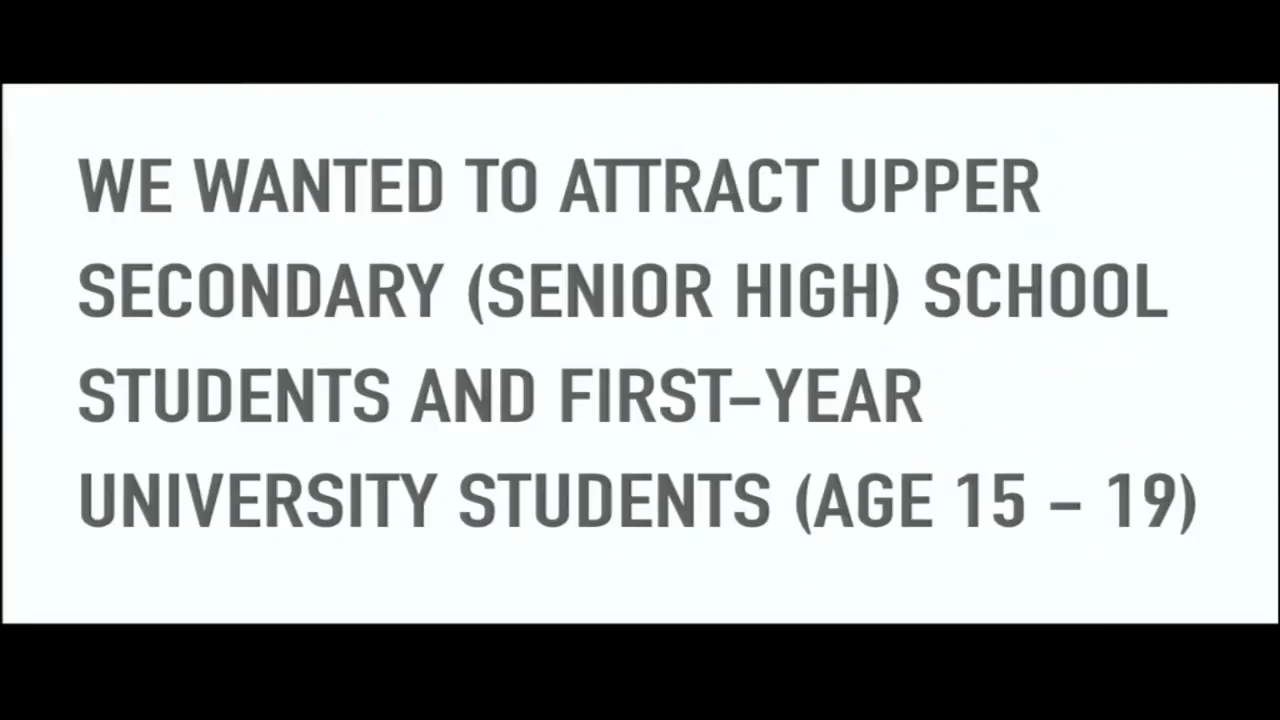 WE WANTED TO ATTRACT UPPER
SECONDARY (SENIOR HIGH) SCHOOL
STUDENTS AND FIRST–YEAR
UNIVERSITY STUDENTS (AGE 15 – 19)